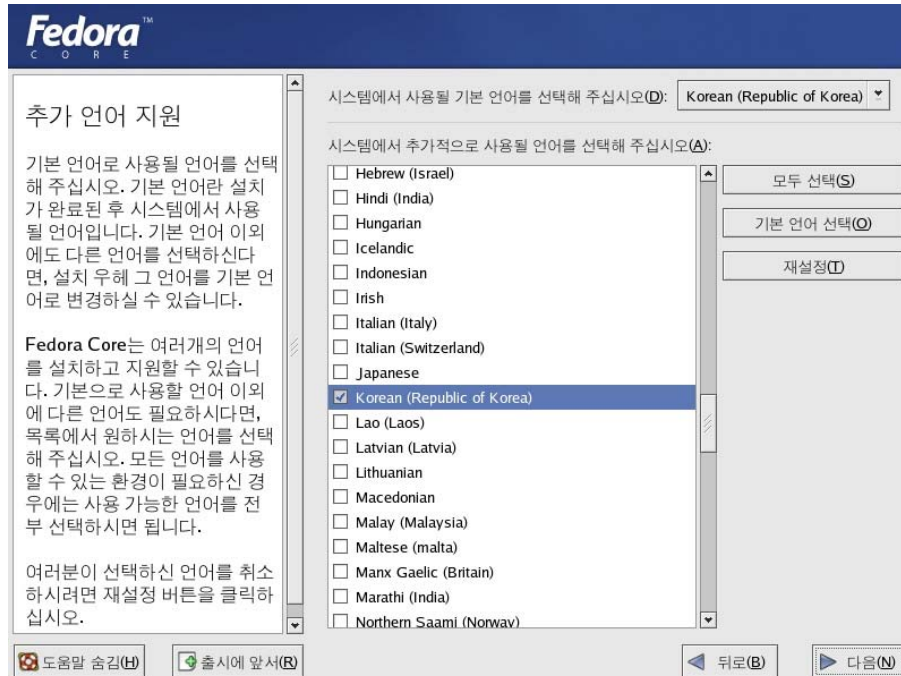 Fedora™
CORE
추가 언어 지원
기본 언어로 사용될 언어를 선택
해 주십시오. 기본 언어란 설치
가 완료된 후 시스템에서 사용
될 언어입니다. 기본 언어 이외
에도 다른 언어를 선택하신다
면, 설치 우헤 그 언어를 기본 언
어로 변경하실 수 있습니다.
Fedora Core는 여러개의 언어
를 설치하고 지원할 수 있습니
다. 기본으로 사용할 언어 이외
에 다른 언어도 필요하시다면,
목록에서 원하시는 언어를 선택
해 주십시오. 모든 언어를 사용
할 수 있는 환경이 필요하신 경
우에는 사용 가능한 언어를 전
부 선택하시면 됩니다.
여러분이 선택하신 언어를 취소
하시려면 재설정 버튼을 클릭하
십시오.
시스템에서 사용될 기본 언어를 선택해 주십시오(D): Korean (Republic of Korea)
시스템에서 추가적으로 사용될 언어를 선택해 주십시오(A):
Hebrew (Israel)
Hindi (India)
Hungarian
Icelandic
Indonesian
Irish
Italian (Italy)
Italian (Switzerland)
Japanese
Korean (Republic of Korea)
Lao (Laos)
Latvian (Latvia)
Lithuanian
Macedonian
Malay (Malaysia)
Maltese (malta)
Manx Gaelic (Britain)
Marathi (India)
Northern Saami (Norway)
모두 선택(S)
기본 언어 선택(O)
재설정(T)
도움말 숨김(H)
출시에 앞서(R)
뒤로(B)
다음(N)